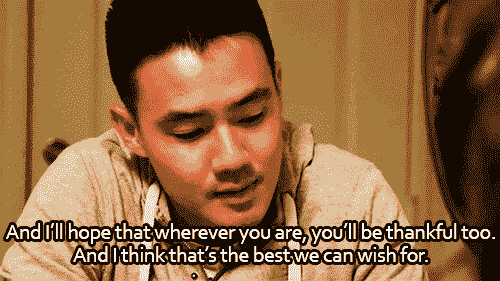 And I'll hope that wherever you are, you'll be thankful too.
And I think that's the best we can wish for.